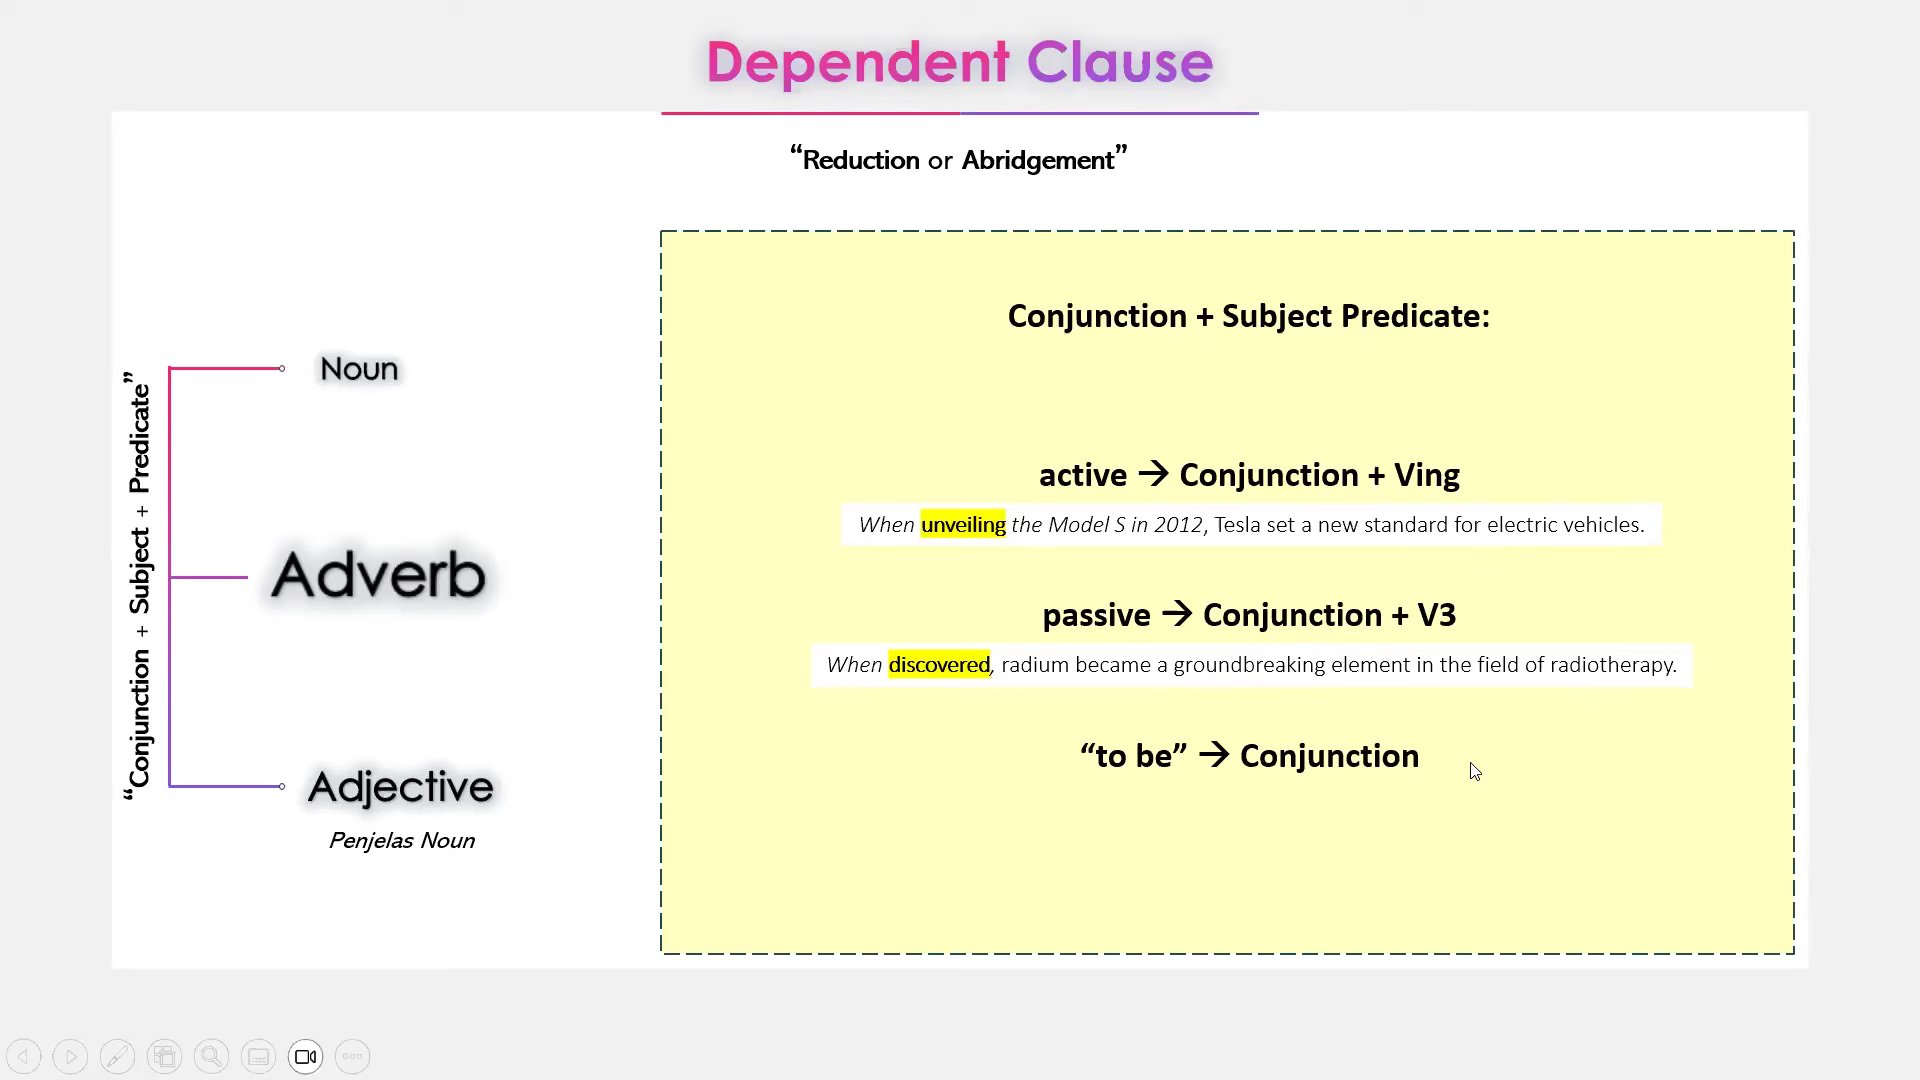 Dependent Clause
“Reduction or Abridgement”
“Conjunction + Subject + Predicate”
Noun
Adverb
Adjective
Penjelas Noun
Conjunction + Subject Predicate:
active → Conjunction + Ving
When unveiling the Model S in 2012, Tesla set a new standard for electric vehicles.
passive → Conjunction + V3
When discovered, radium became a groundbreaking element in the field of radiotherapy.
“to be” → Conjunction